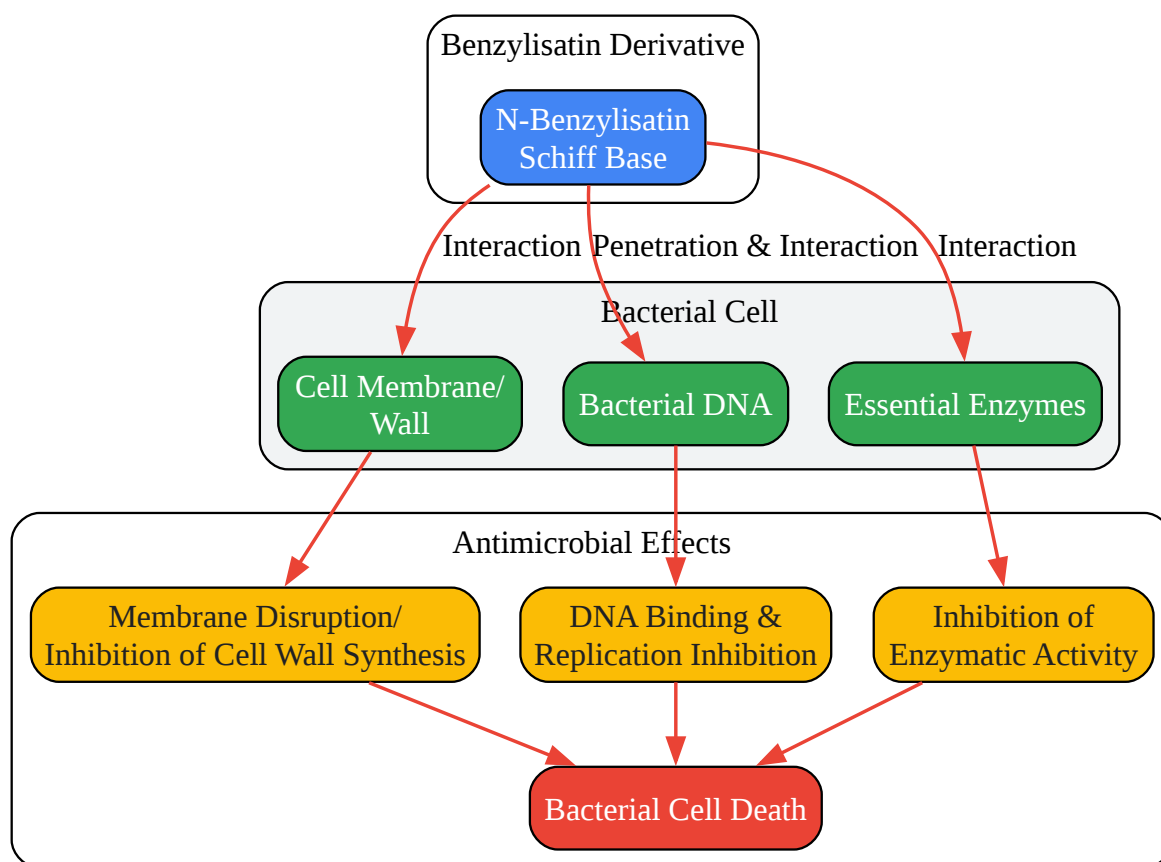 Benzylisatin Derivative
N-Benzylisatin
Schiff Base
Interaction
Penetration & Interaction
Interaction
Bacterial Cell
Cell Membrane/
Wall
Bacterial DNA
Essential Enzymes
Antimicrobial Effects
Membrane Disruption/
Inhibition of Cell Wall Synthesis
DNA Binding &
Replication Inhibition
Inhibition of
Enzymatic Activity
Bacterial Cell Death